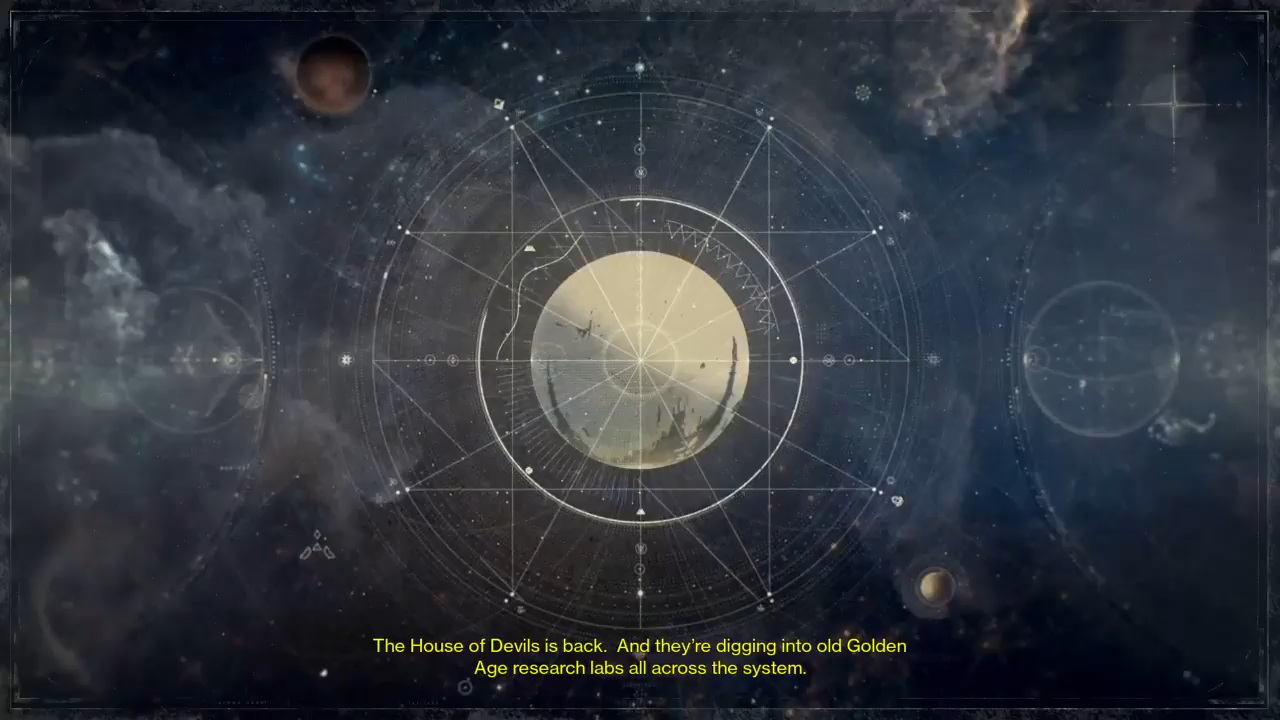 The House of Devils is back.  And they're digging into old Golden
Age research labs all across the system.